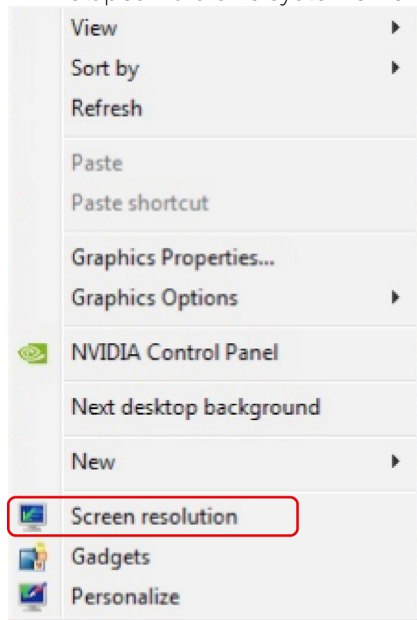 View
Sort by
Refresh
Paste
Paste shortcut
Graphics Properties...
Graphics Options
NVIDIA Control Panel
Next desktop background
New
Screen resolution
Gadgets
Personalize